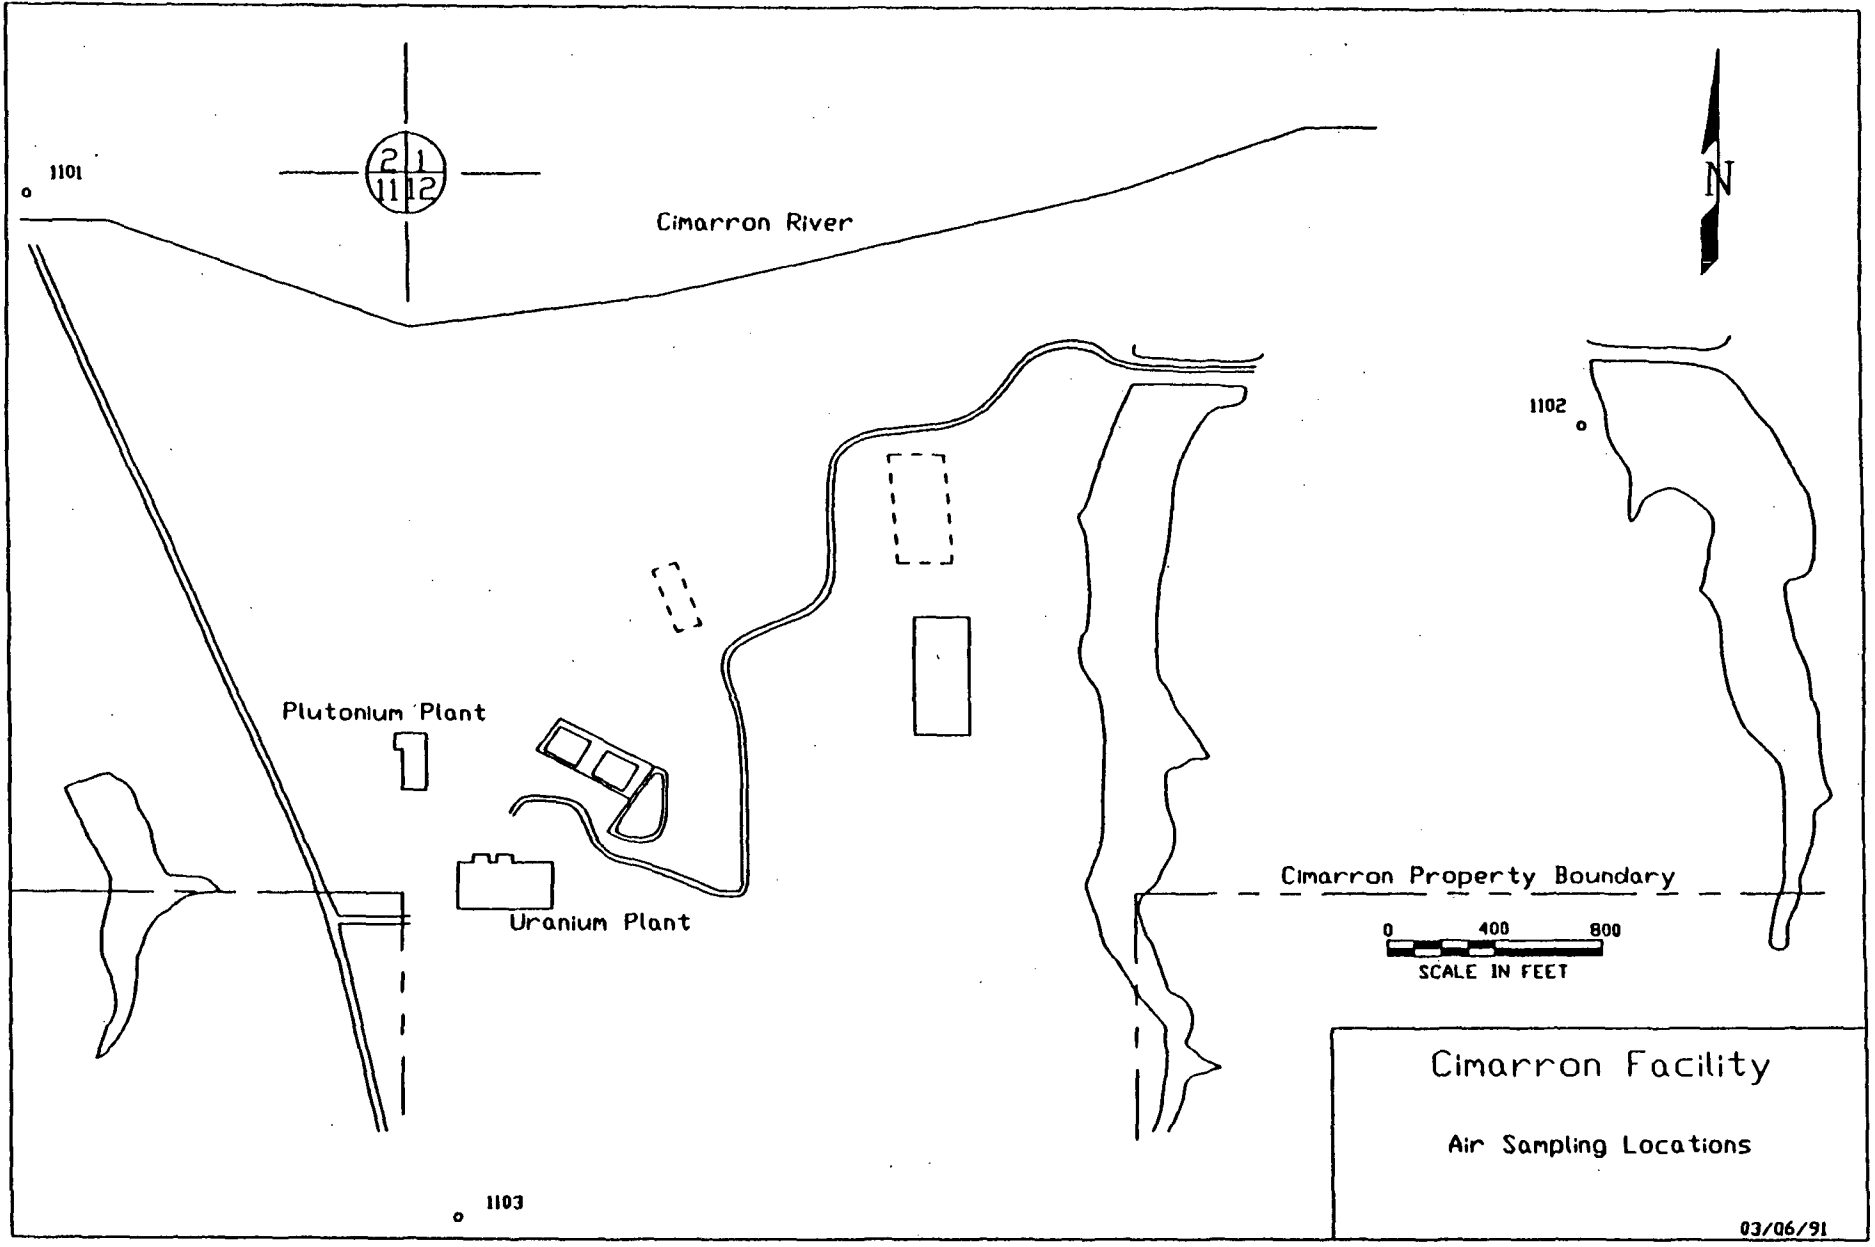 1101
2 1
11 12
Cimarron River
N
1102
Plutonium Plant
Cimarron Property Boundary
Uranium Plant
0 400 800
SCALE IN FEET
Cimarron Facility
Air Sampling Locations
1103
03/06/91